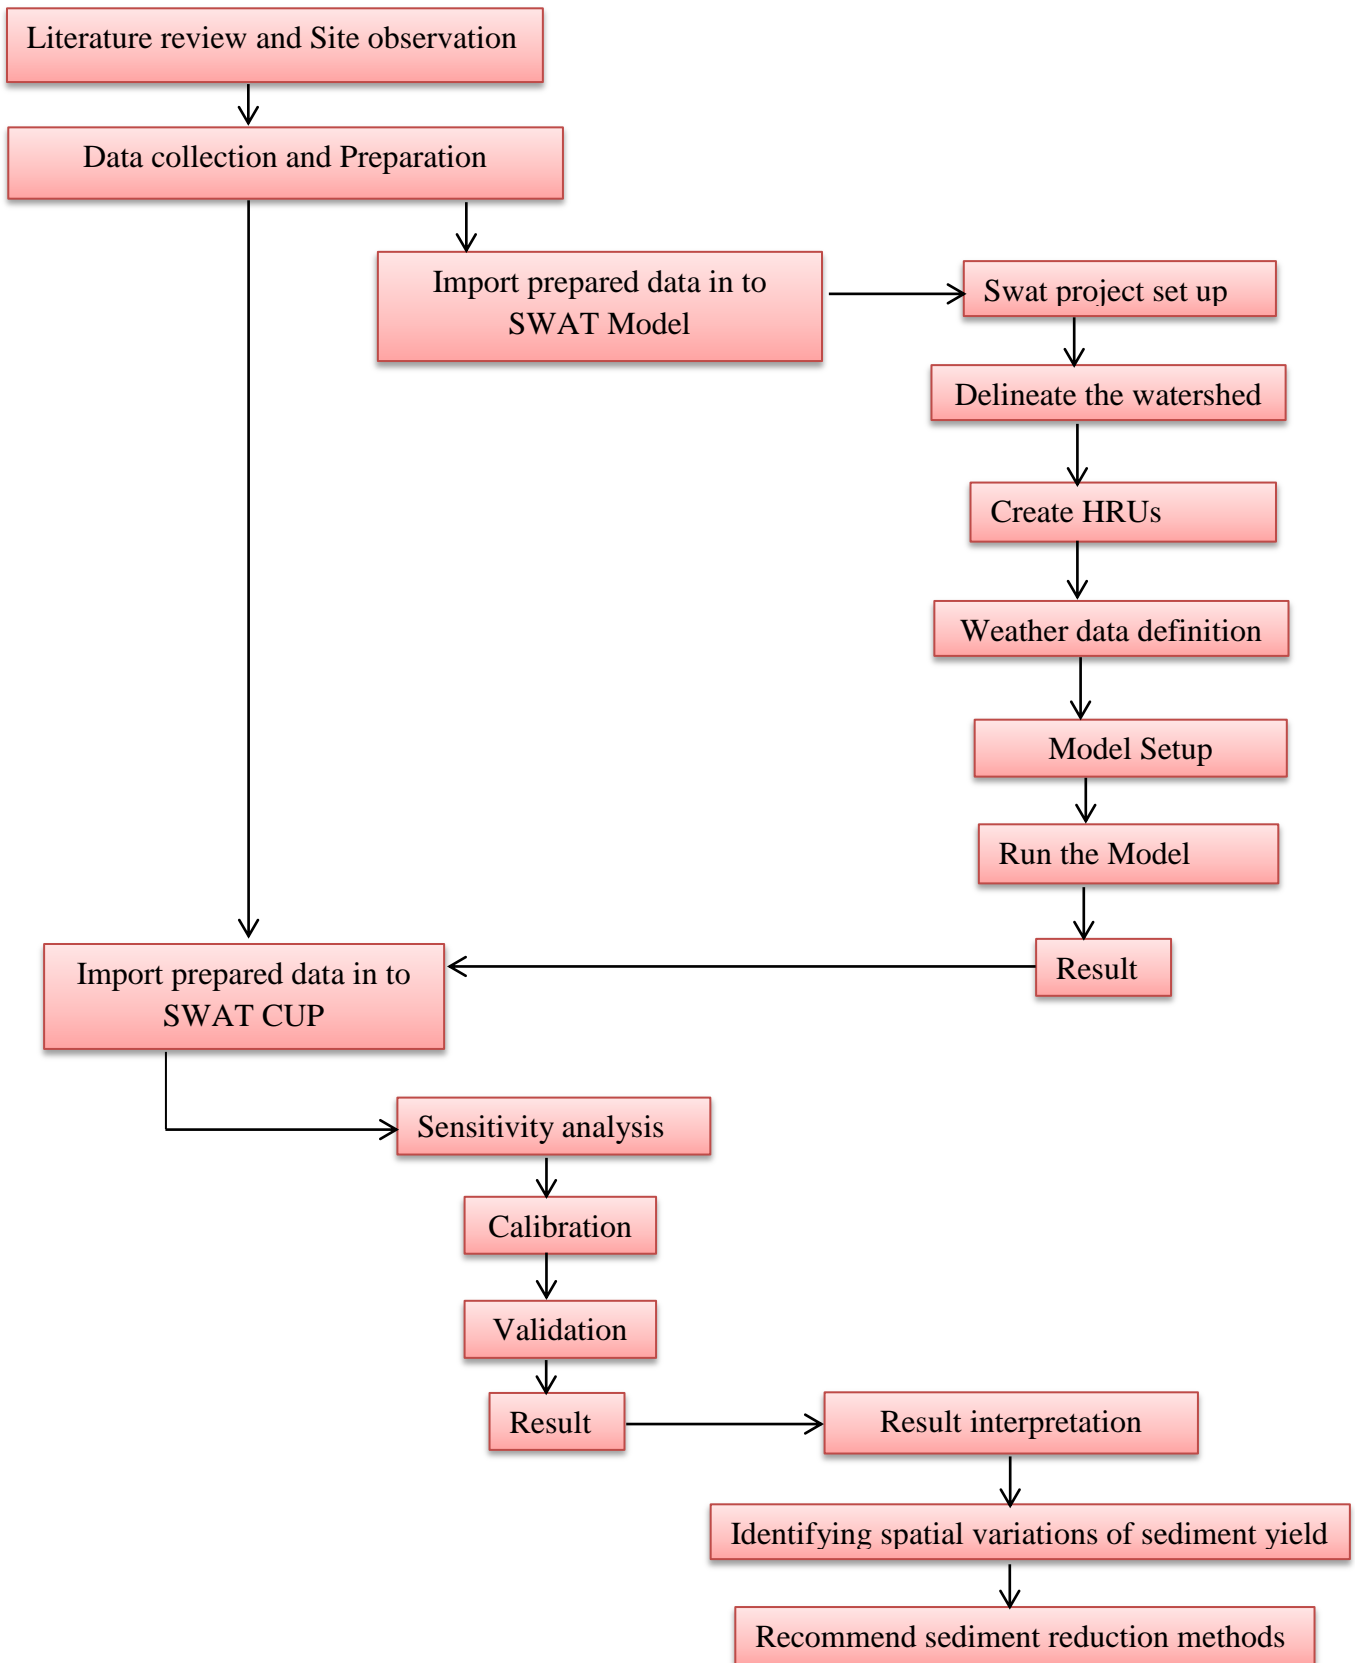 Literature review and Site observation
Data collection and Preparation
Import prepared data in to
SWAT Model
Swat project set up
Delineate the watershed
Create HRUs
Weather data definition
Model Setup
Run the Model
Result
Import prepared data in to
SWAT CUP
Sensitivity analysis
Calibration
Validation
Result
Result interpretation
Identifying spatial variations of sediment yield
Recommend sediment reduction methods